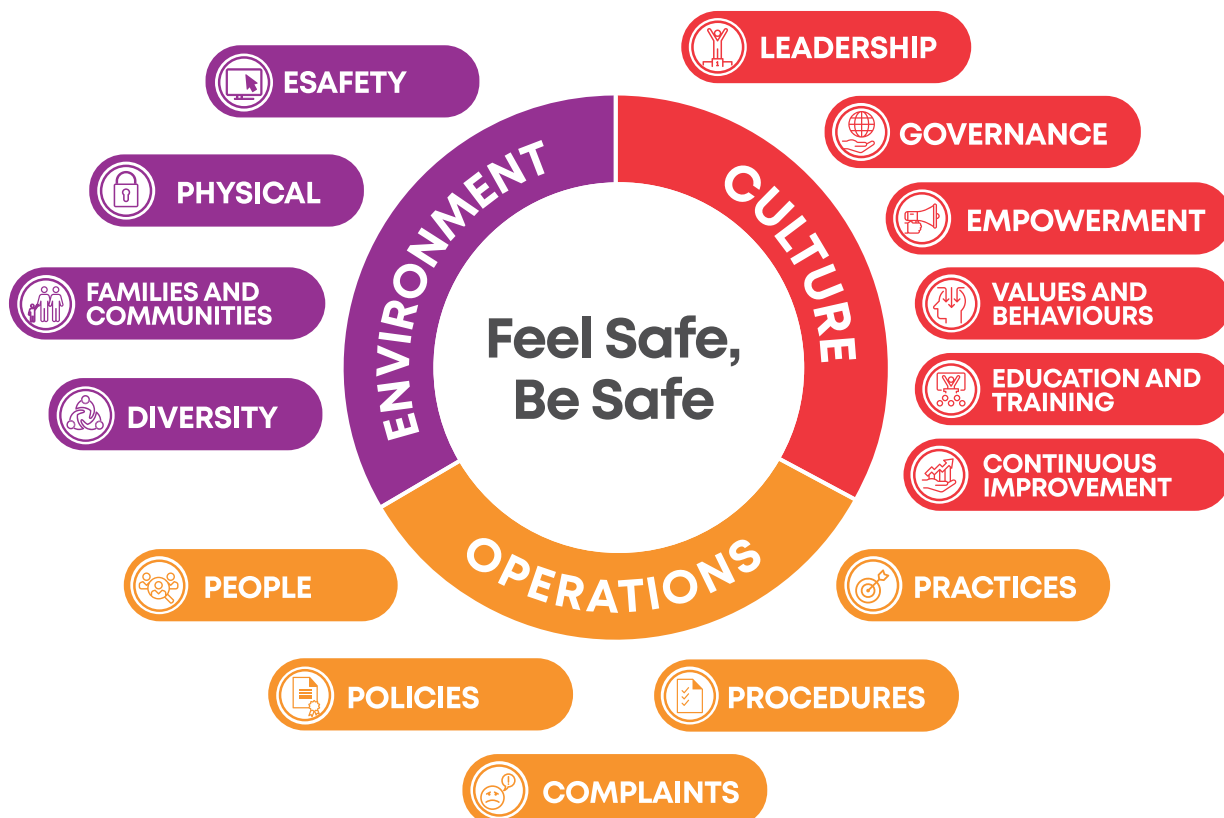 Feel Safe,
Be Safe
CULTURE
LEADERSHIP
GOVERNANCE
EMPOWERMENT
VALUES AND
BEHAVIOURS
EDUCATION AND
TRAINING
CONTINUOUS
IMPROVEMENT
OPERATIONS
PRACTICES
PROCEDURES
COMPLAINTS
POLICIES
PEOPLE
ENVIRONMENT
ESAFETY
PHYSICAL
FAMILIES AND
COMMUNITIES
DIVERSITY